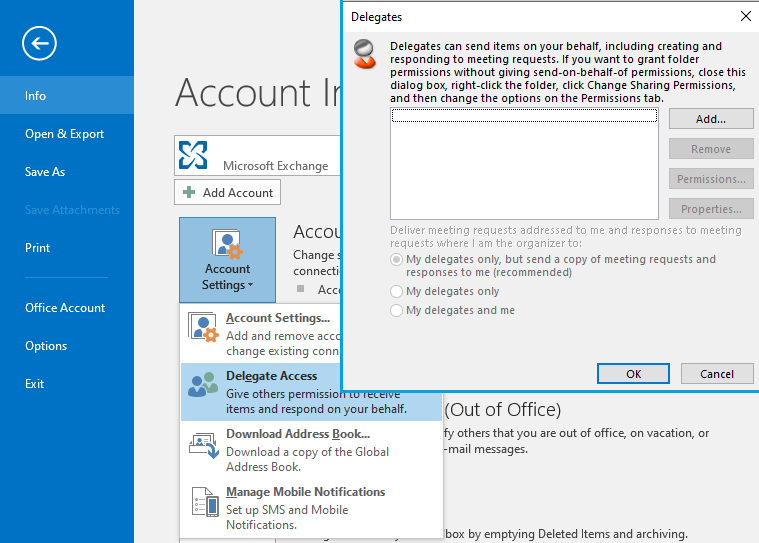 Info
Open & Export
Save As
Save Attachments
Print
Office Account
Options
Exit
Account In
Microsoft Exchange
Add Account
Account
Settings
Accou
Change s
connectio
Acce
Account Settings...
Add and remove acco
change existing conn
Delegate Access
Give others permission to receive
items and respond on your behalf.
Download Address Book...
Download a copy of the Global
Address Book.
Manage Mobile Notifications
Set up SMS and Mobile
Notifications.
(Out of Office)
fy others that you are out of office, on vacation, or
-mail messages.
box by emptying Deleted Items and archiving.
Delegates
Delegates can send items on your behalf, including creating and
responding to meeting requests. If you want to grant folder
permissions without giving send-on-behalf-of permissions, close this
dialog box, right-click the folder, click Change Sharing Permissions,
and then change the options on the Permissions tab.
Add...
Remove
Permissions...
Properties...
Deliver meeting requests addressed to me and responses to meeting
requests where I am the organizer to:
My delegates only, but send a copy of meeting requests and
responses to me (recommended)
My delegates only
My delegates and me
OK
Cancel